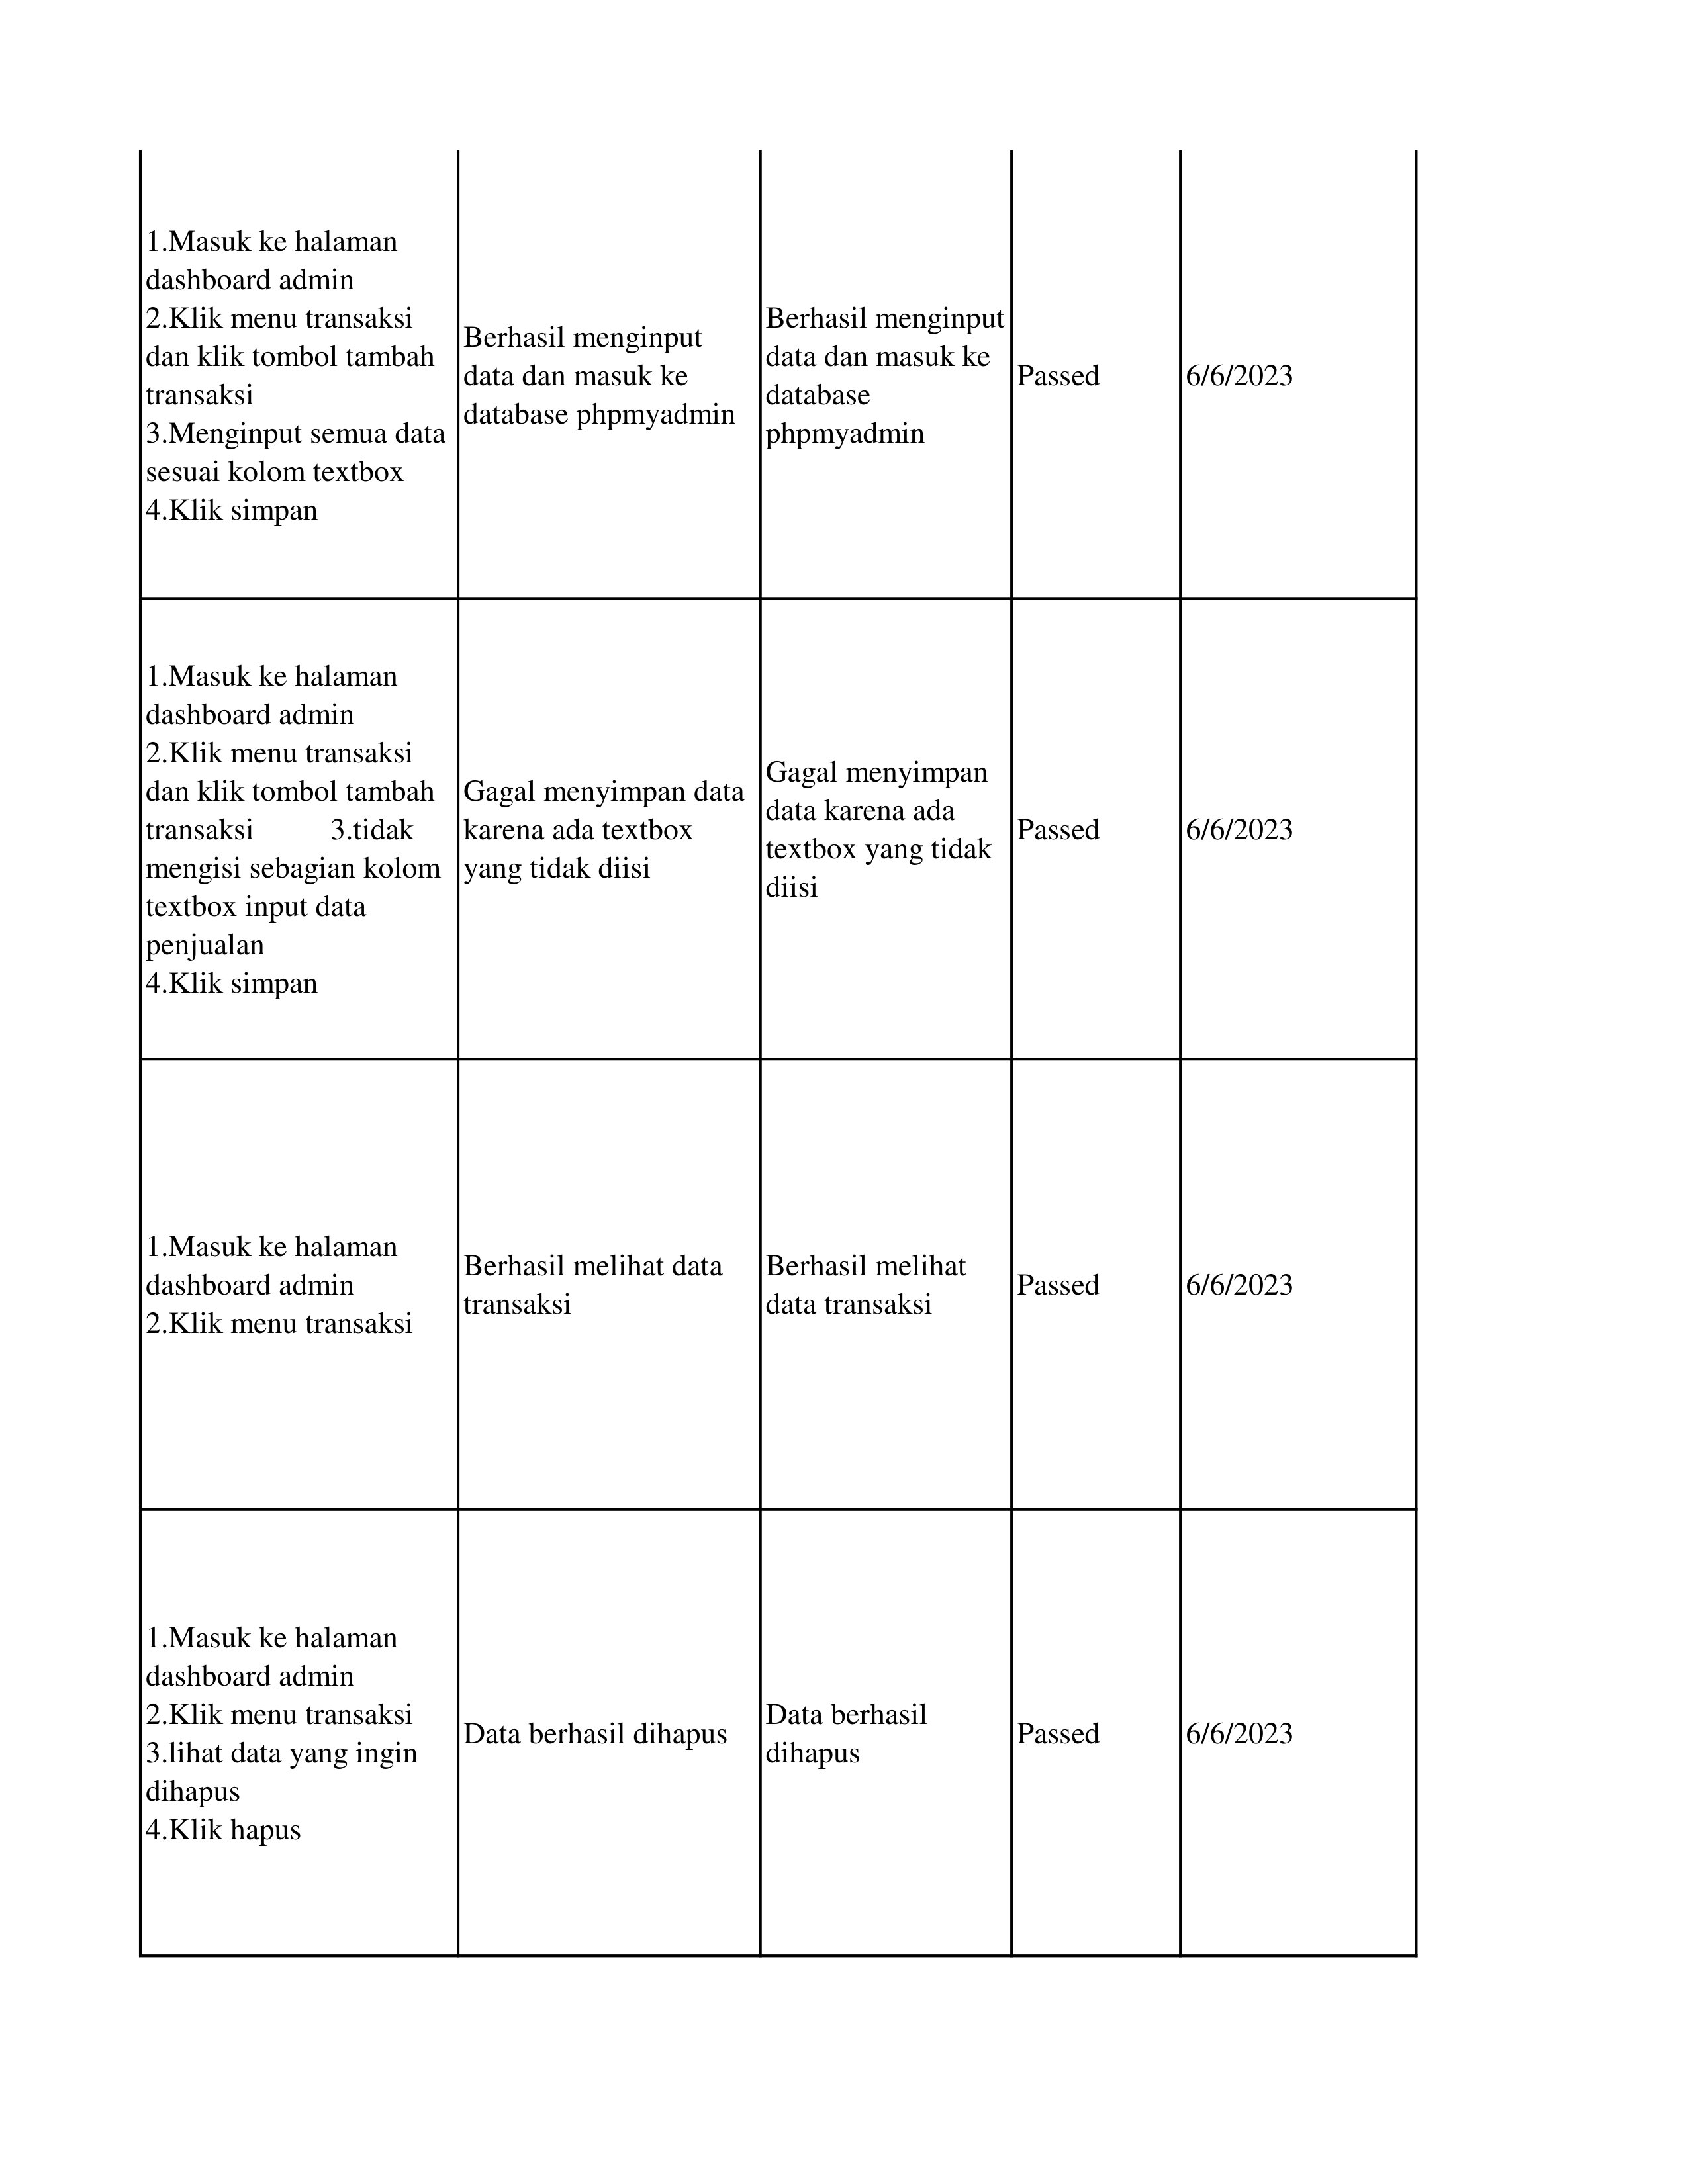 1.Masuk ke halaman
dashboard admin
2.Klik menu transaksi
dan klik tombol tambah
transaksi
3.Menginput semua data
sesuai kolom textbox
4.Klik simpan
Berhasil menginput
data dan masuk ke
database phpmyadmin
Berhasil menginput
data dan masuk ke
database
phpmyadmin
Passed
6/6/2023
1.Masuk ke halaman
dashboard admin
2.Klik menu transaksi
dan klik tombol tambah
transaksi 3.tidak
mengisi sebagian kolom
textbox input data
penjualan
4.Klik simpan
Gagal menyimpan data
karena ada textbox
yang tidak diisi
Gagal menyimpan
data karena ada
textbox yang tidak
diisi
Passed
6/6/2023
1.Masuk ke halaman
dashboard admin
2.Klik menu transaksi
Berhasil melihat data
transaksi
Berhasil melihat
data transaksi
Passed
6/6/2023
1.Masuk ke halaman
dashboard admin
2.Klik menu transaksi
3.lihat data yang ingin
dihapus
4.Klik hapus
Data berhasil dihapus
Data berhasil
dihapus
Passed
6/6/2023